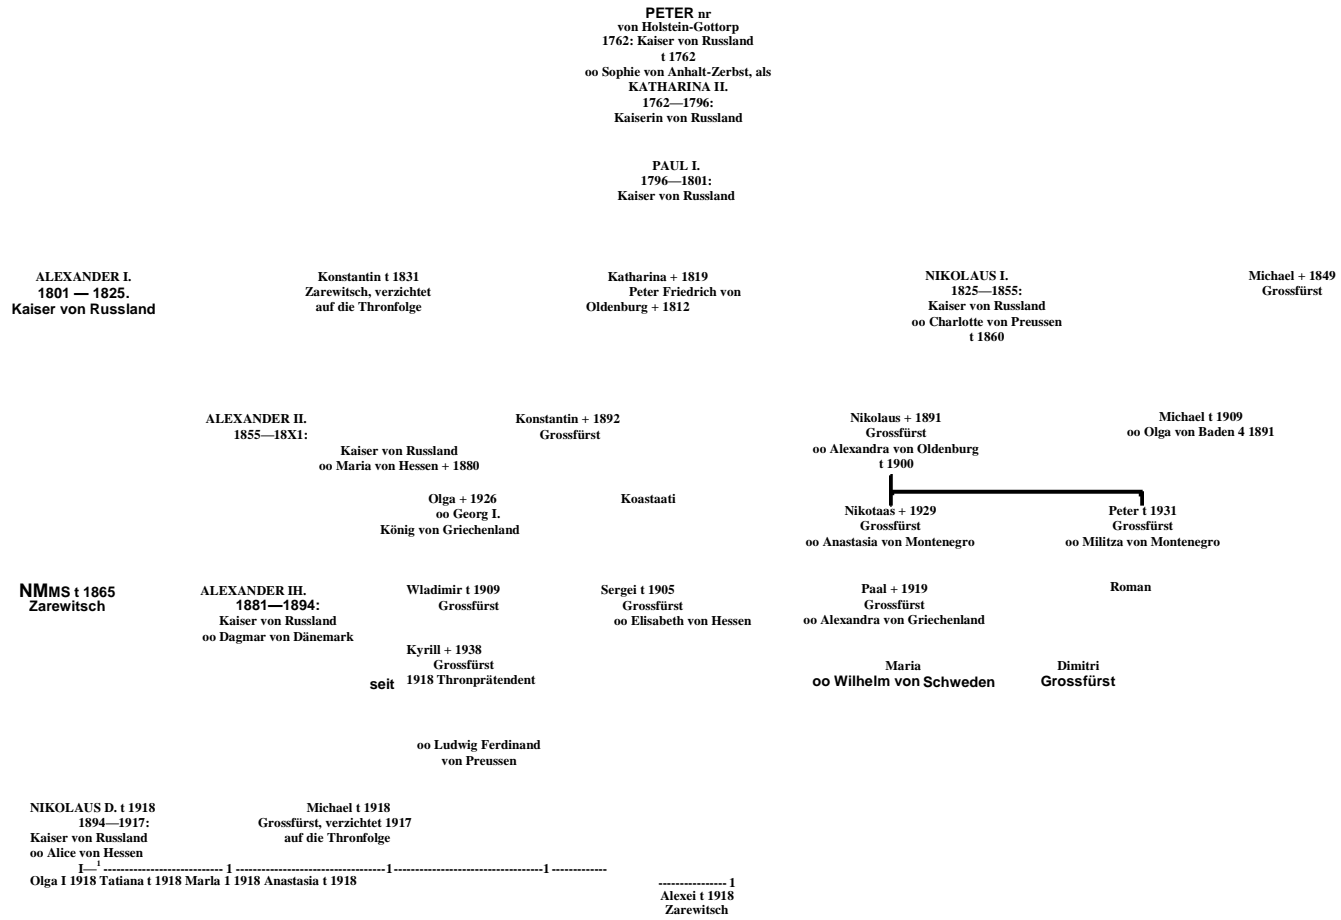 PETER nr
von Holstein-Gottorp
1762: Kaiser von Russland
t 1762
oo Sophie von Anhalt-Zerbst, als
KATHARINA II.
1762—1796:
Kaiserin von Russland
PAUL I.
1796—1801:
Kaiser von Russland
ALEXANDER I.
1801 — 1825.
Kaiser von Russland
Konstantin t 1831
Zarewitsch, verzichtet
auf die Thronfolge
Katharina + 1819
Peter Friedrich von
Oldenburg + 1812
NIKOLAUS I.
1825—1855:
Kaiser von Russland
oo Charlotte von Preussen
t 1860
Michael + 1849
Grossfürst
ALEXANDER II.
1855—18X1:
Kaiser von Russland
oo Maria von Hessen + 1880
Konstantin + 1892
Grossfürst
Nikolaus + 1891
Grossfürst
oo Alexandra von Oldenburg
t 1900
Michael t 1909
oo Olga von Baden 4 1891
Olga + 1926
oo Georg I.
König von Griechenland
Koastaati
Nikotaas + 1929
Grossfürst
oo Anastasia von Montenegro
Peter t 1931
Grossfürst
oo Militza von Montenegro
NMMS t 1865
Zarewitsch
ALEXANDER IH.
1881—1894:
Kaiser von Russland
oo Dagmar von Dänemark
Wladimir t 1909
Grossfürst
Sergei t 1905
Grossfürst
oo Elisabeth von Hessen
Paal + 1919
Grossfürst
oo Alexandra von Griechenland
Roman
Kyrill + 1938
Grossfürst
seit 1918 Thronprätendent
Maria
oo Wilhelm von Schweden
Dimitri
Grossfürst
oo Ludwig Ferdinand
von Preussen
NIKOLAUS D. t 1918
1894—1917:
Kaiser von Russland
oo Alice von Hessen
Michael t 1918
Grossfürst, verzichtet 1917
auf die Thronfolge
I—1 ---------------------------- 1 -----------------------------------1-----------------------------------1 -------------
Olga I 1918 Tatiana t 1918 Marla 1 1918 Anastasia t 1918
---------------- 1
Alexei t 1918
Zarewitsch